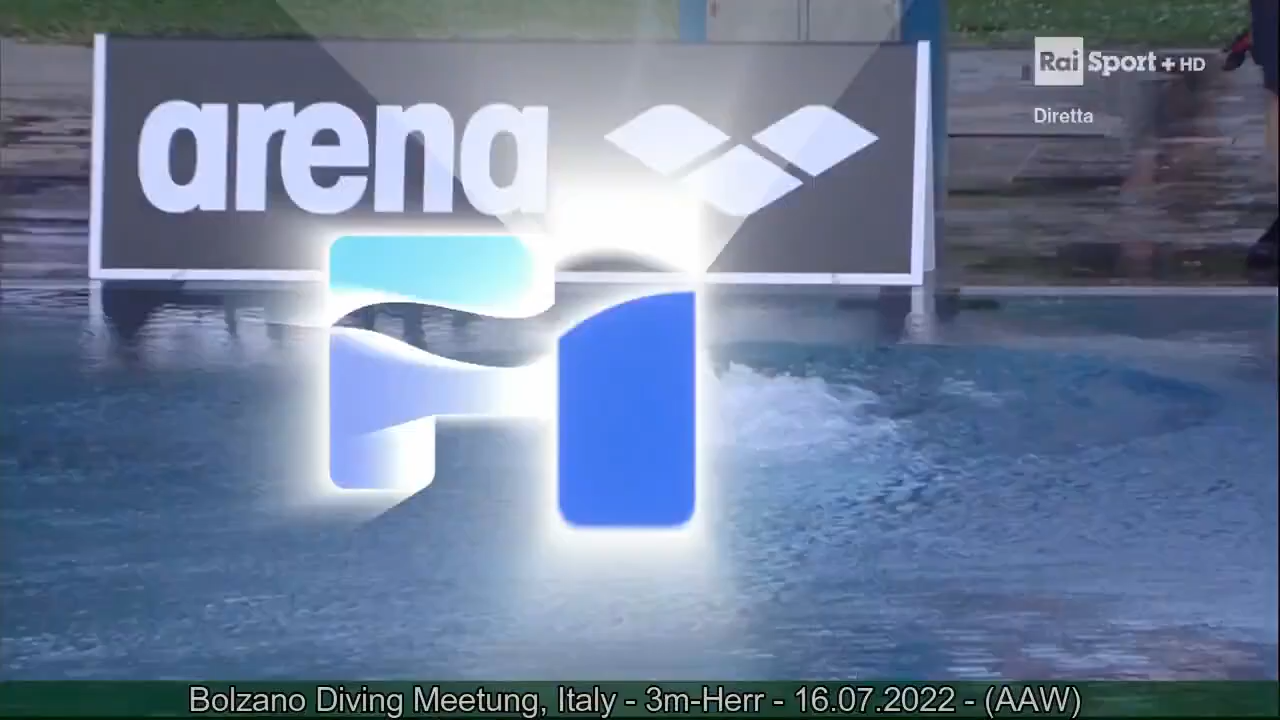 arena
Rai Sport + HD
Diretta
Bolzano Diving Meetung, Italy - 3m-Herr - 16.07.2022 - (AAW)